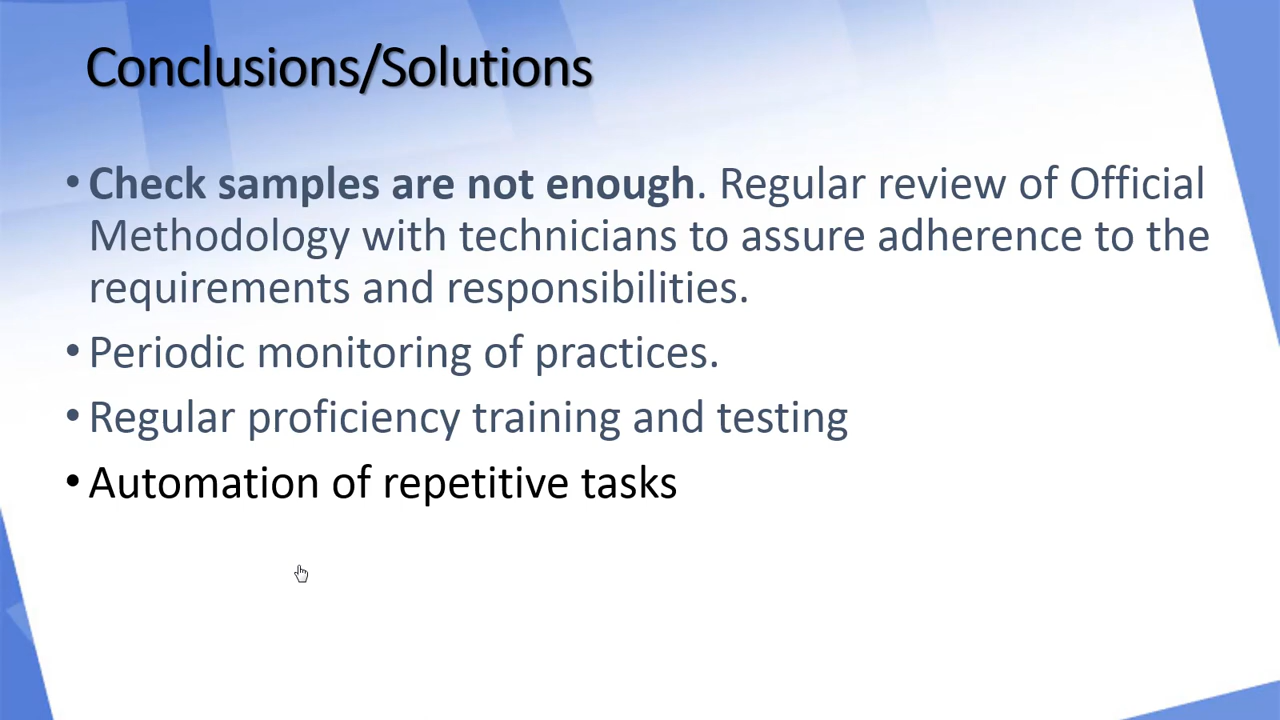 Conclusions/Solutions
• Check samples are not enough. Regular review of Official
Methodology with technicians to assure adherence to the
requirements and responsibilities.
• Periodic monitoring of practices.
• Regular proficiency training and testing
• Automation of repetitive tasks